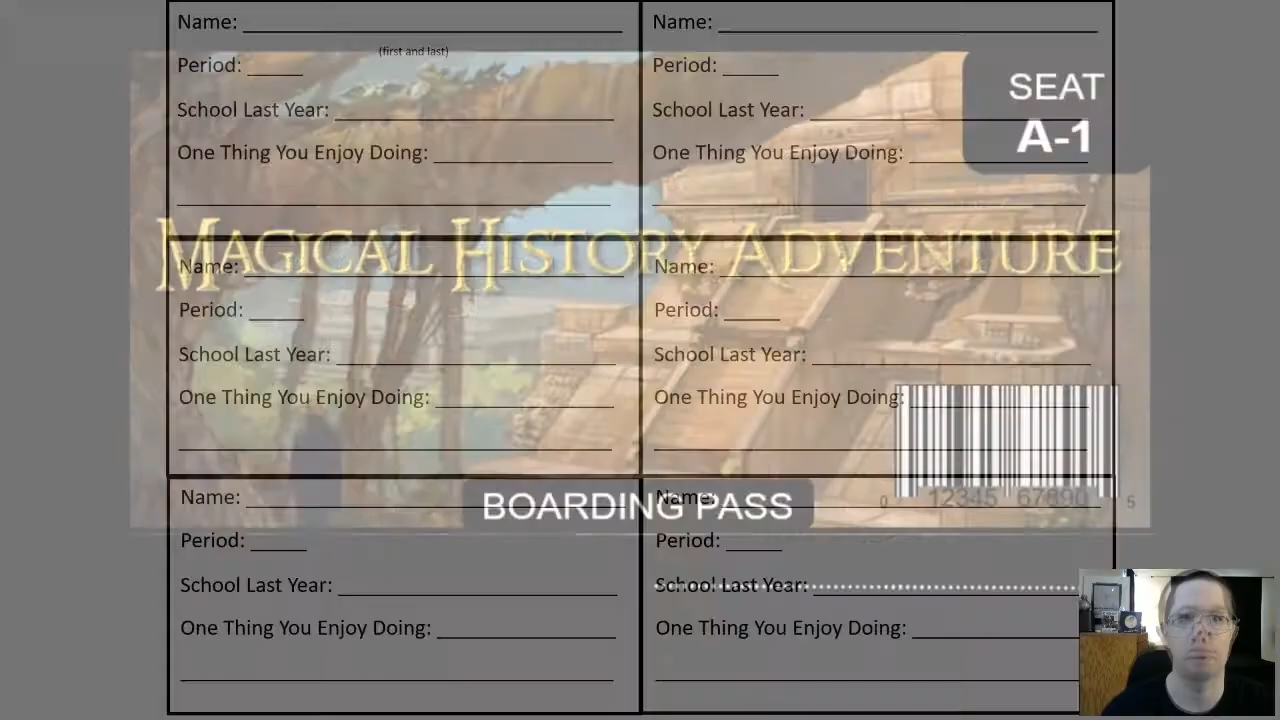 Name:
(first and last)
Period:
School Last Year:
One Thing You Enjoy Doing:
Name:
Period:
School Last Year:
One Thing You Enjoy Doing:
SEAT
A-1
MAGICAL HISTORY ADVENTURE
Name:
Period:
School Last Year:
One Thing You Enjoy Doing:
Name:
Period:
School Last Year:
One Thing You Enjoy Doing:
0 12345 67890 5
BOARDING PASS
Name:
Period:
School Last Year:
One Thing You Enjoy Doing:
Name:
Period:
School Last Year:
One Thing You Enjoy Doing: